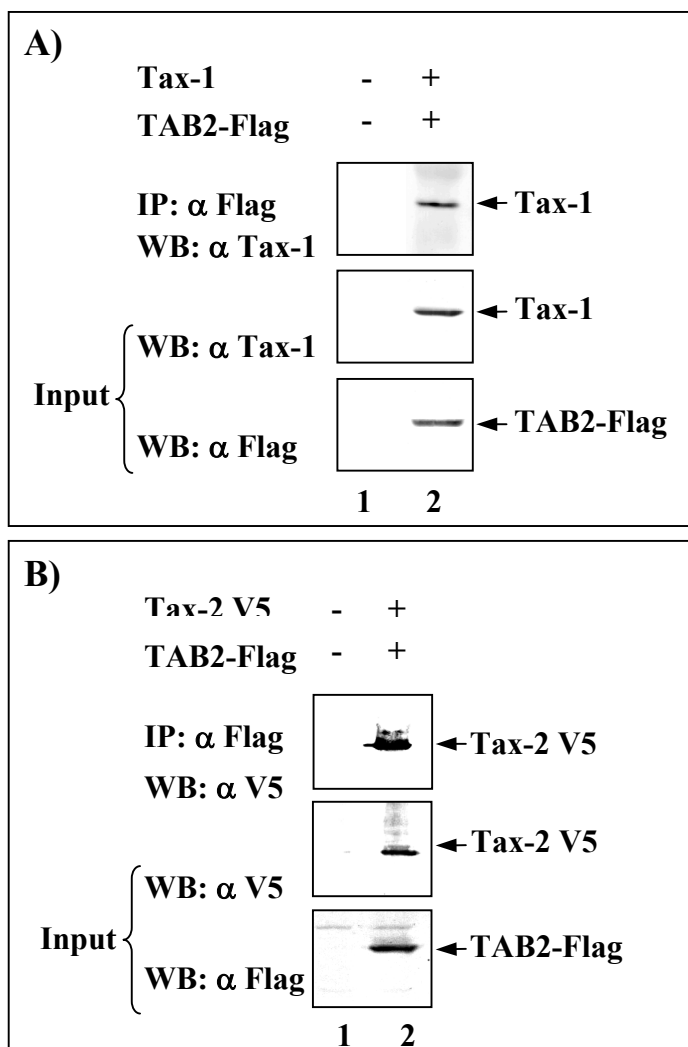 A)
Tax-1 - +
TAB2-Flag - +
IP: α Flag
WB: α Tax-1
Tax-1
WB: α Tax-1
Tax-1
Input
WB: α Flag
TAB2-Flag
1 2
B)
Tax-2 V5 - +
TAB2-Flag - +
IP: α Flag
WB: α V5
Tax-2 V5
WB: α V5
Tax-2 V5
Input
WB: α Flag
TAB2-Flag
1 2